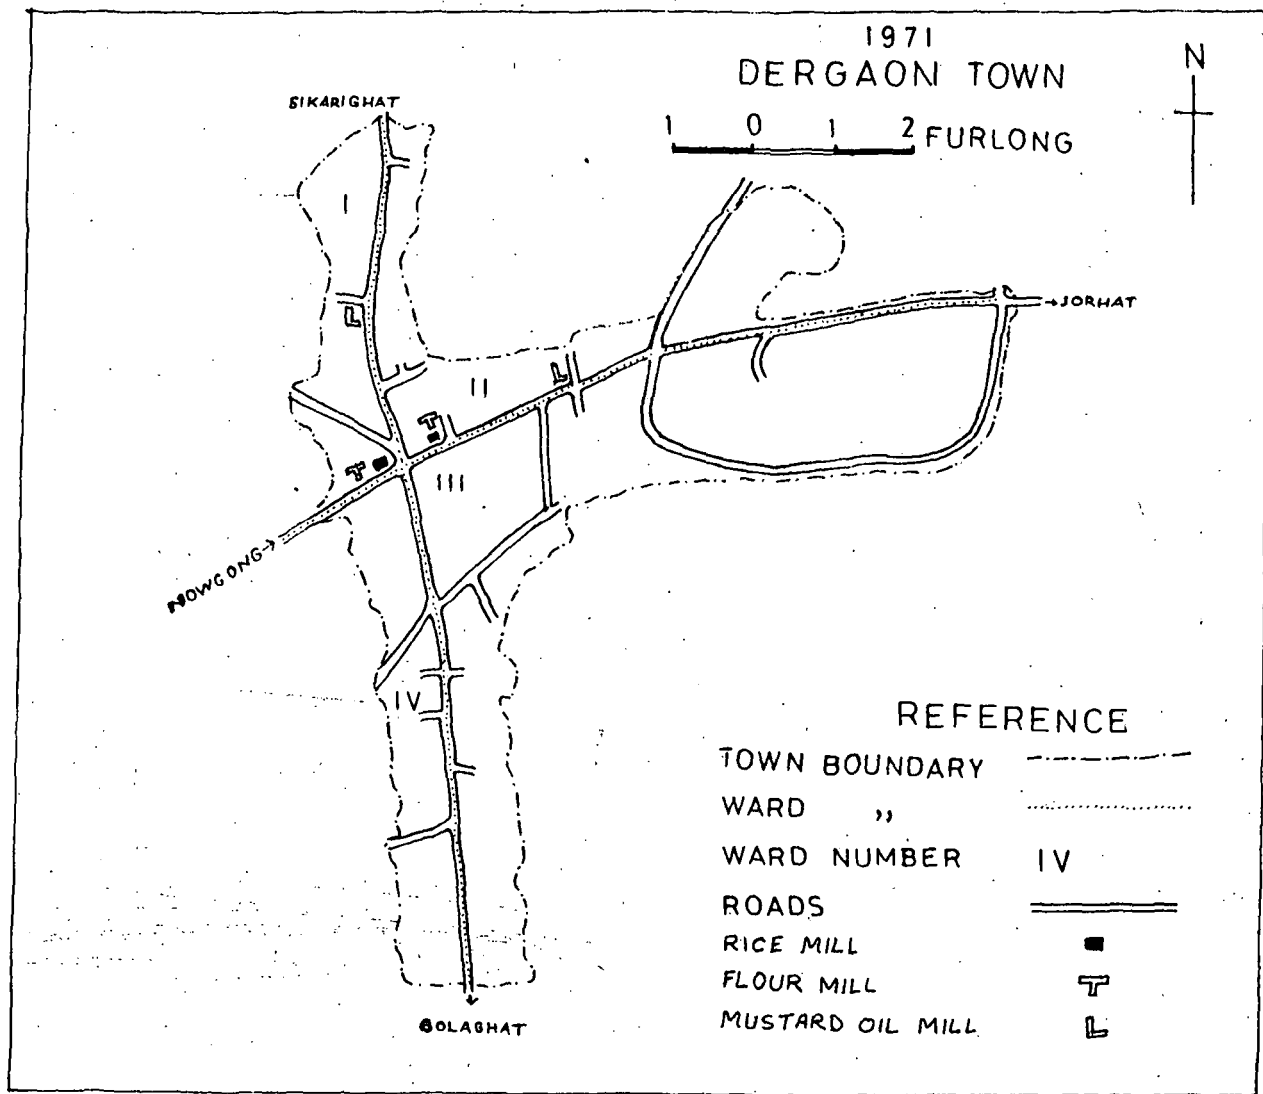 1971
DERGAON TOWN
N
1 0 1 2 FURLONG
SIKARIGHAT
I
→JORHAT
II
III
NOWGONG→
IV
GOLAGHAT
REFERENCE
TOWN BOUNDARY
WARD „
WARD NUMBER IV
ROADS
RICE MILL
FLOUR MILL
MUSTARD OIL MILL